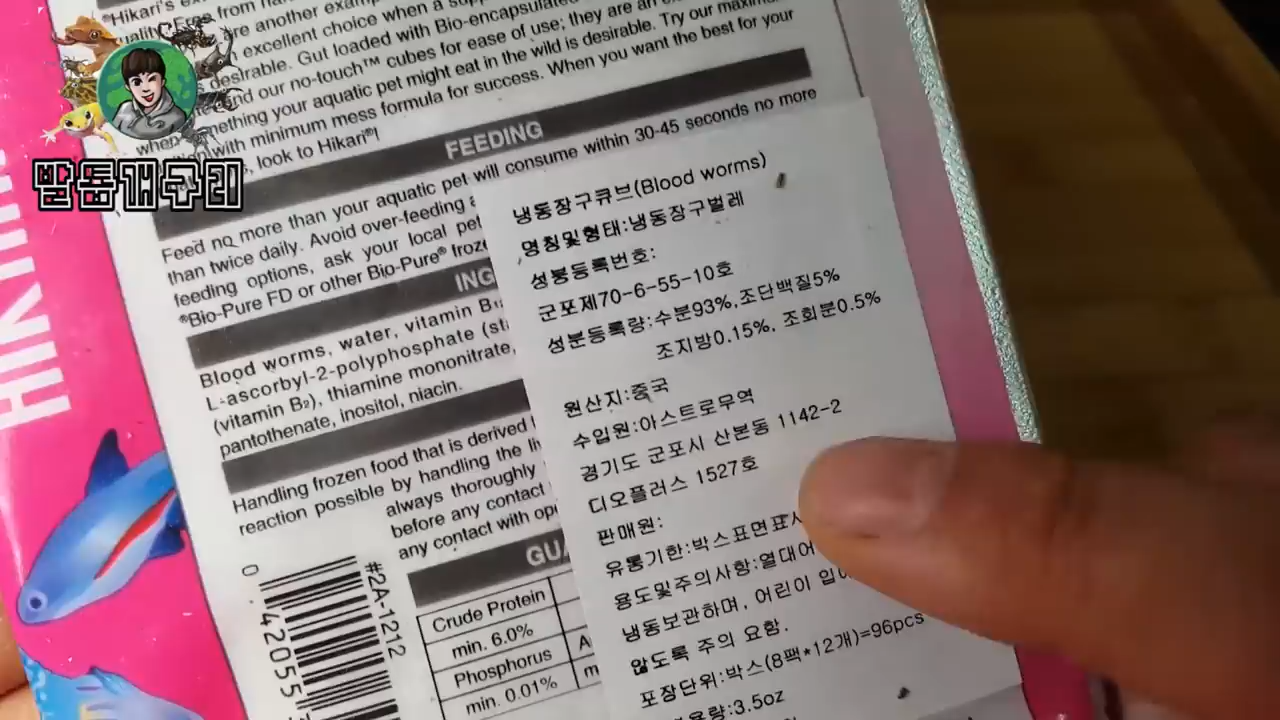 ®Hikari's
from
are another
excellent choice when a
Bio-encapsulated
desirable. Gut loaded with
and our no-touch™ cubes for ease of use; they are an
something your aquatic pet might eat in the wild is desirable. Try our
with minimum mess formula for success. When you want the best for your
look to Hikari®!
발톱개구리
FEEDING
Feed no more than your aquatic pet will consume within 30-45 seconds no more
than twice daily. Avoid over-feeding
feeding options, ask your local pet
®Bio-Pure FD or other Bio-Pure®
ING
Blood worms, water, vitamin
L-ascorbyl-2-polyphosphate
(vitamin B₂), thiamine mononitrate,
pantothenate, inositol, niacin.
Handling frozen food that is derived
reaction possible by handling the
always thoroughly
before any contact
any contact with
GUA
Crude Protein
min. 6.0%
Phosphorus
min. 0.01%
0
42055
#2A-1212
HIKARI
냉동장구큐브(Blood worms)
명칭및형태:냉동장구벌레
성분등록번호:
군포제70-6-55-10호
성분등록량:수분93%,조단백질5%
조지방0.15%, 조회분0.5%
원산지:중국
수입원:아스트로무역
경기도 군포시 산본동 1142-2
디오플러스 1527호
판매원:
유통기한:박스표면표시
용도및주의사항:열대어
냉동보관하며, 어린이
않도록 주의 요함.
포장단위:박스(8팩*12개)=96pcs
용량:3.5oz